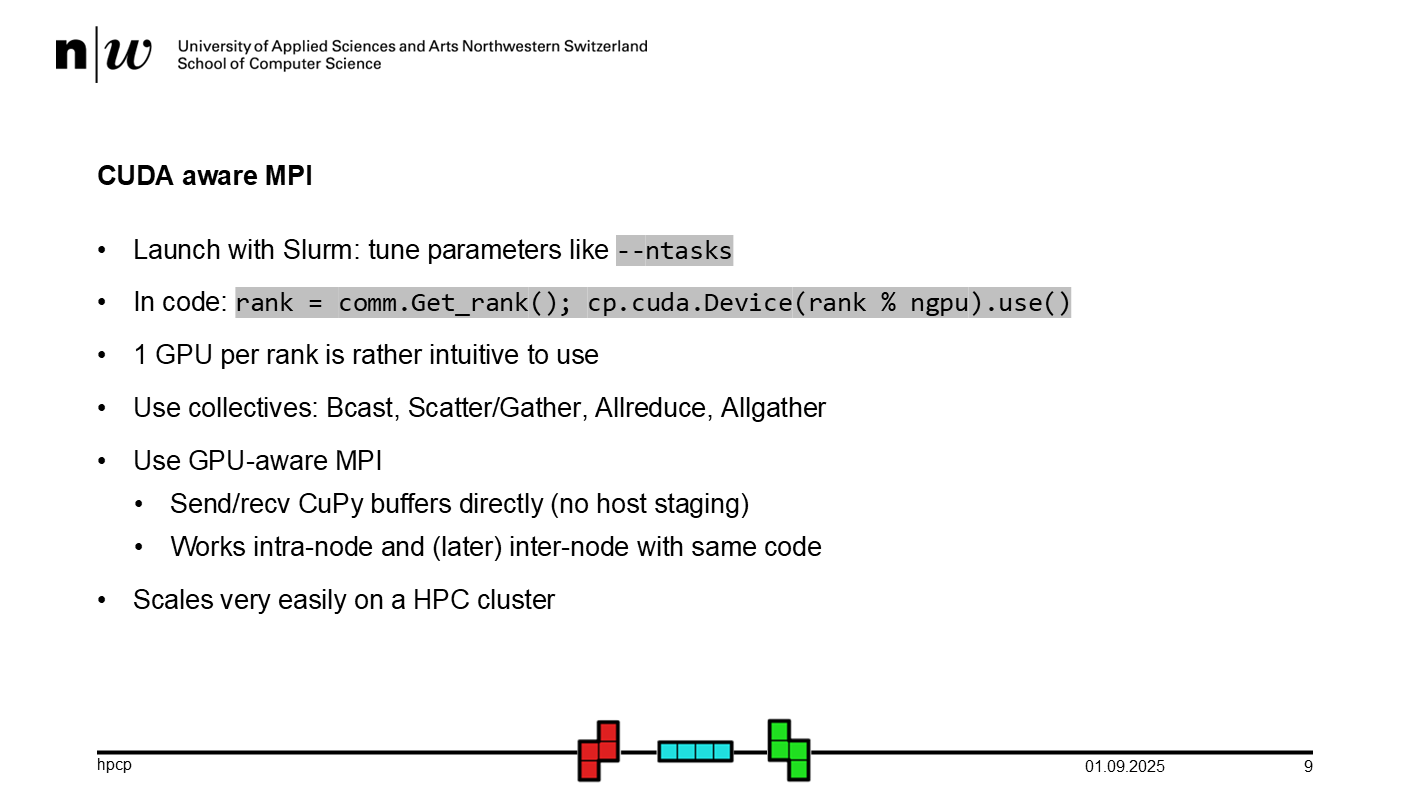 n|w University of Applied Sciences and Arts Northwestern Switzerland
School of Computer Science
CUDA aware MPI
• Launch with Slurm: tune parameters like --ntasks
• In code: rank = comm.Get_rank(); cp.cuda.Device(rank % ngpu).use()
• 1 GPU per rank is rather intuitive to use
• Use collectives: Bcast, Scatter/Gather, Allreduce, Allgather
• Use GPU-aware MPI
• Send/recv CuPy buffers directly (no host staging)
• Works intra-node and (later) inter-node with same code
• Scales very easily on a HPC cluster
hpcp
01.09.2025
9